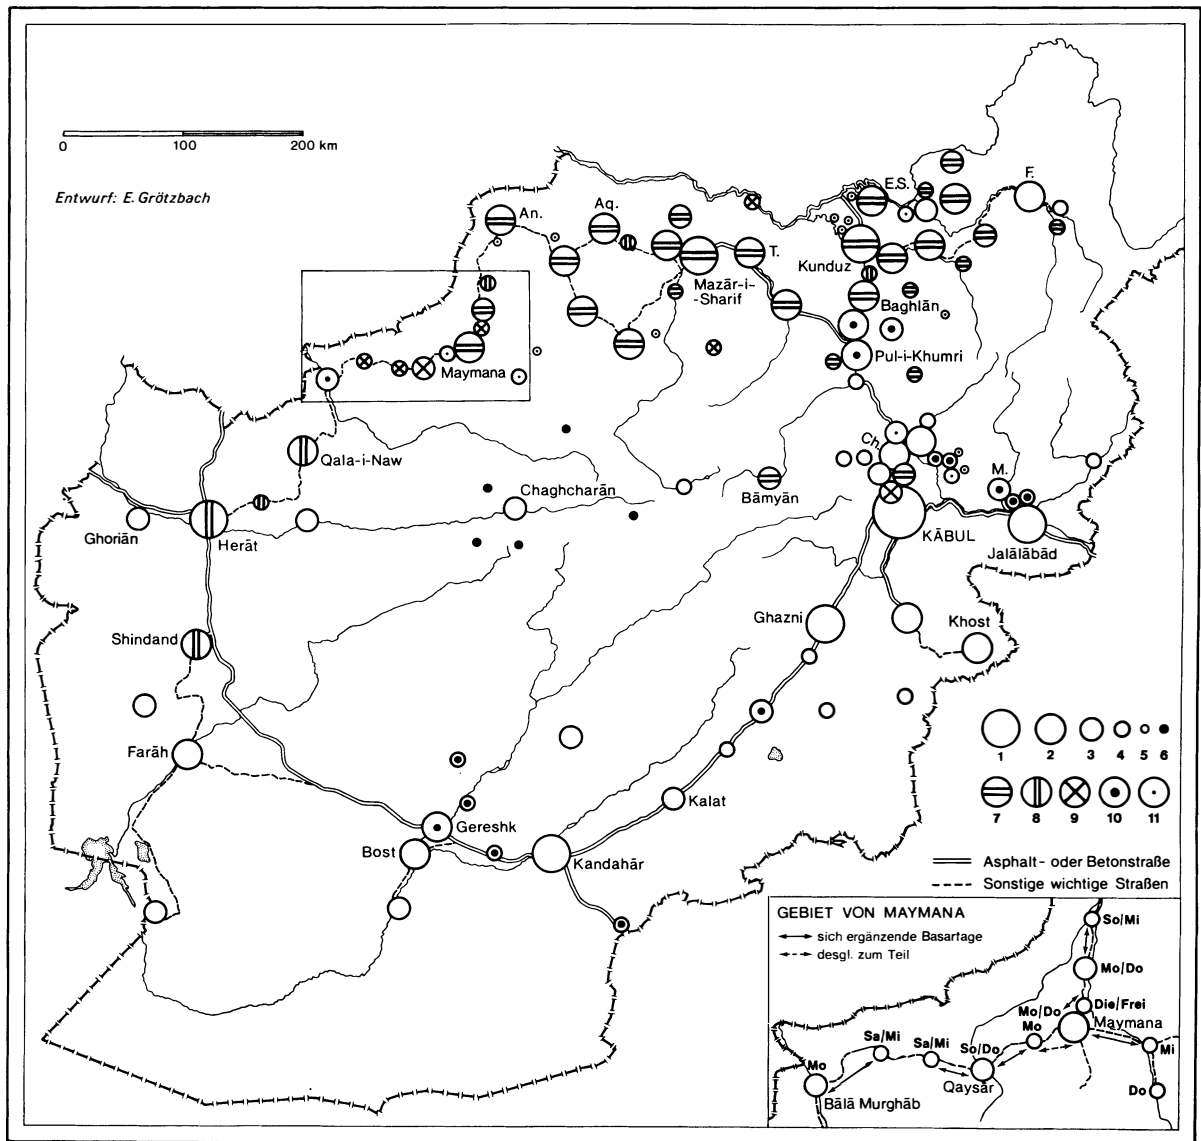 0 100 200 km
Entwurf: E. Grötzbach
E.S.
F.
An.
Aq.
T.
Kunduz
Mazār-i-
-Sharif
Baghlān
Pul-i-Khumri
Maymana
Ch.
Qala-i-Naw
M.
Bāmyān
Chaghcharān
Ghoriān
Herāt
KĀBUL
Jalālābād
Ghazni
Khost
Shindand
Farāh
1 2 3 4 5 6
7 8 9 10 11
Kalat
Gereshk
Bost
Kandahār
Asphalt- oder Betonstraße
Sonstige wichtige Straßen
GEBIET VON MAYMANA
sich ergänzende Basartage
desgl. zum Teil
So/Mi
Mo/Do
Die/Frei
Mo/Do
Maymana
Mo
Sa/Mi
Sa/Mi
So/Do
Mi
Mo
Qaysār
Do
Bālā Murghāb